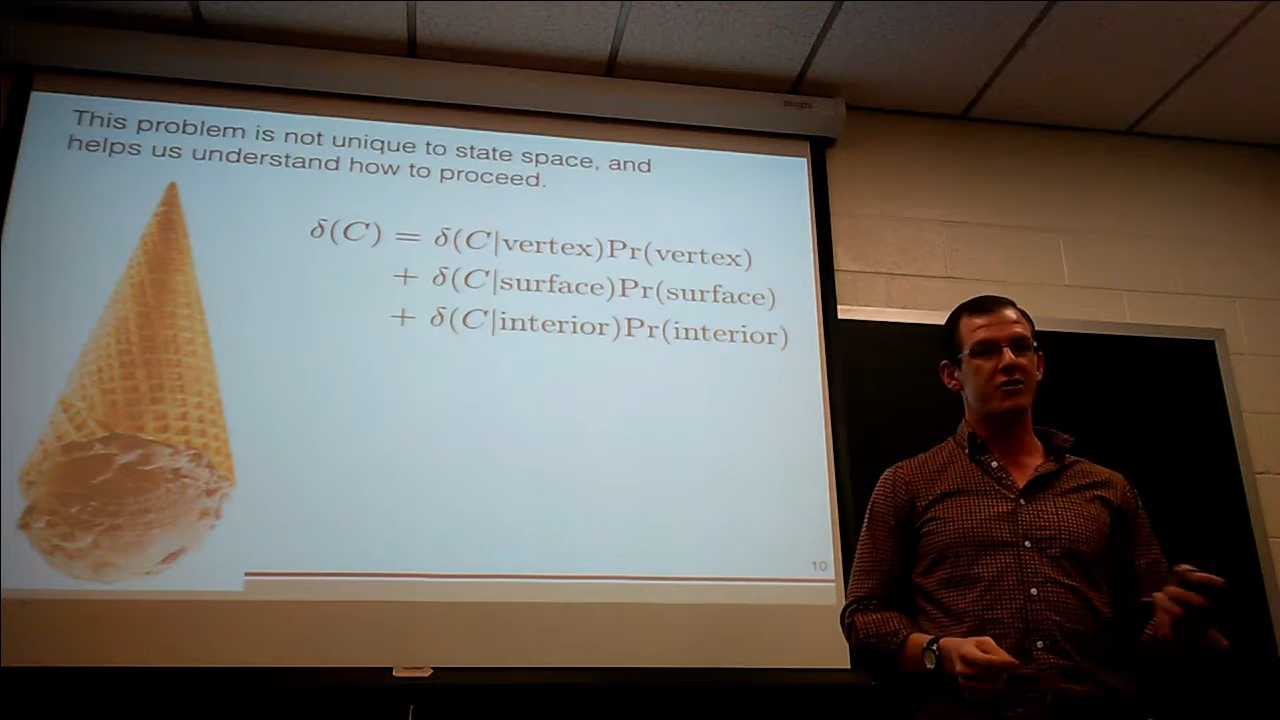 This problem is not unique to state space, and
helps us understand how to proceed.
δ(C) = δ(C|vertex)Pr(vertex)
+ δ(C|surface)Pr(surface)
+ δ(C|interior)Pr(interior)
10